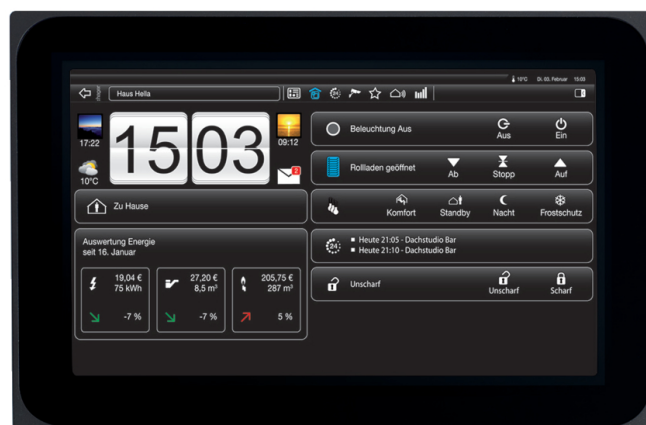 10°C Di. 03. Februar 15:03
Haus Hella
24
17:22
15 03
09:12
10°C
2
Zu Hause
Auswertung Energie
seit 16. Januar
19,04 € 27,20 € 205,75 €
75 kWh 8,5 m³ 287 m³
-7 % -7 % 5 %
Beleuchtung Aus Aus Ein
Rollladen geöffnet Ab Stopp Auf
Komfort Standby Nacht Frostschutz
24
Heute 21:05 - Dachstudio Bar
Heute 21:10 - Dachstudio Bar
Unscharf Unscharf Scharf